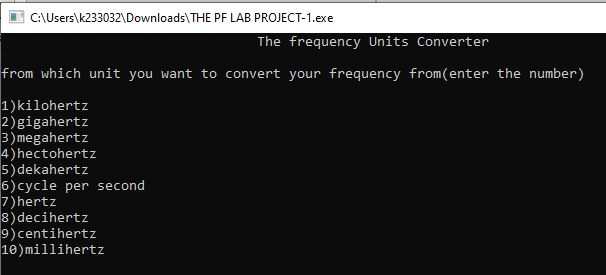 C:\Users\k233032\Downloads\THE PF LAB PROJECT-1.exe
The frequency Units Converter
from which unit you want to convert your frequency from(enter the number)
1)kilohertz
2)gigahertz
3)megahertz
4)hectohertz
5)dekahertz
6)cycle per second
7)hertz
8)decihertz
9)centihertz
10)millihertz